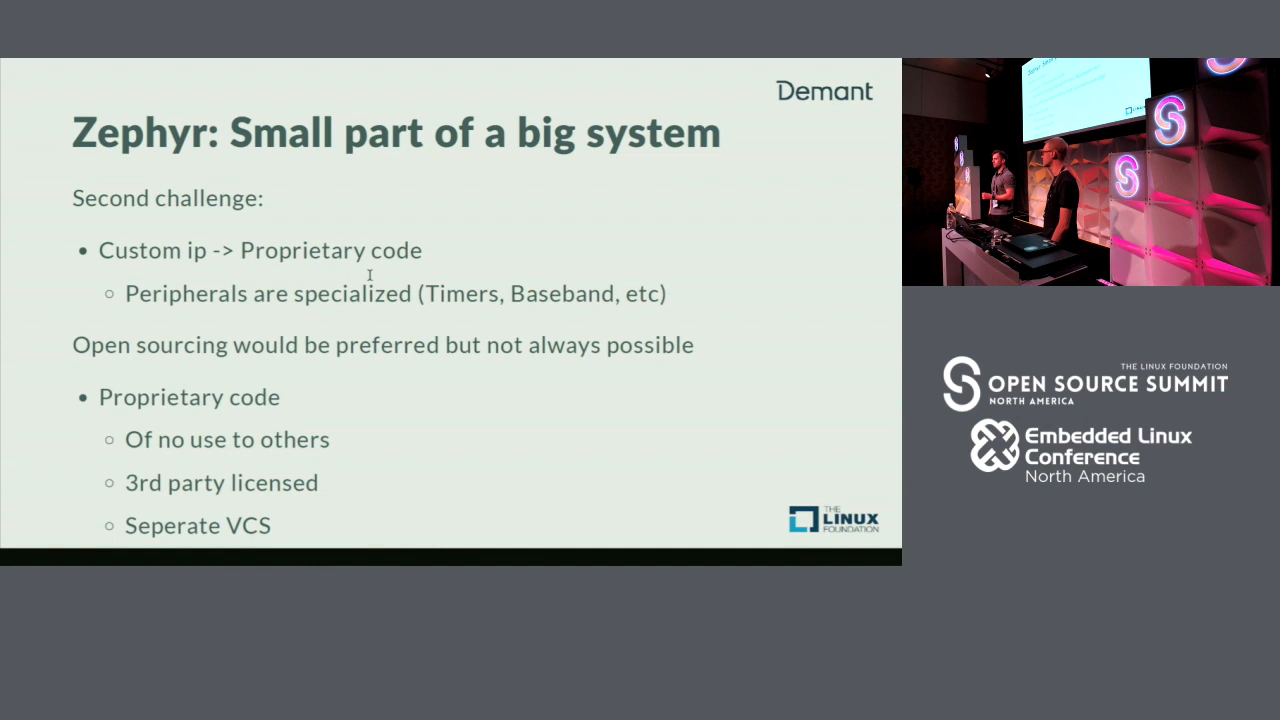 Demant
Zephyr: Small part of a big system
Second challenge:
• Custom ip -> Proprietary code
○ Peripherals are specialized (Timers, Baseband, etc)
Open sourcing would be preferred but not always possible
• Proprietary code
○ Of no use to others
○ 3rd party licensed
○ Seperate VCS
THE
LINUX
FOUNDATION
THE LINUX FOUNDATION
OPEN SOURCE SUMMIT
NORTH AMERICA
Embedded Linux
Conference
North America